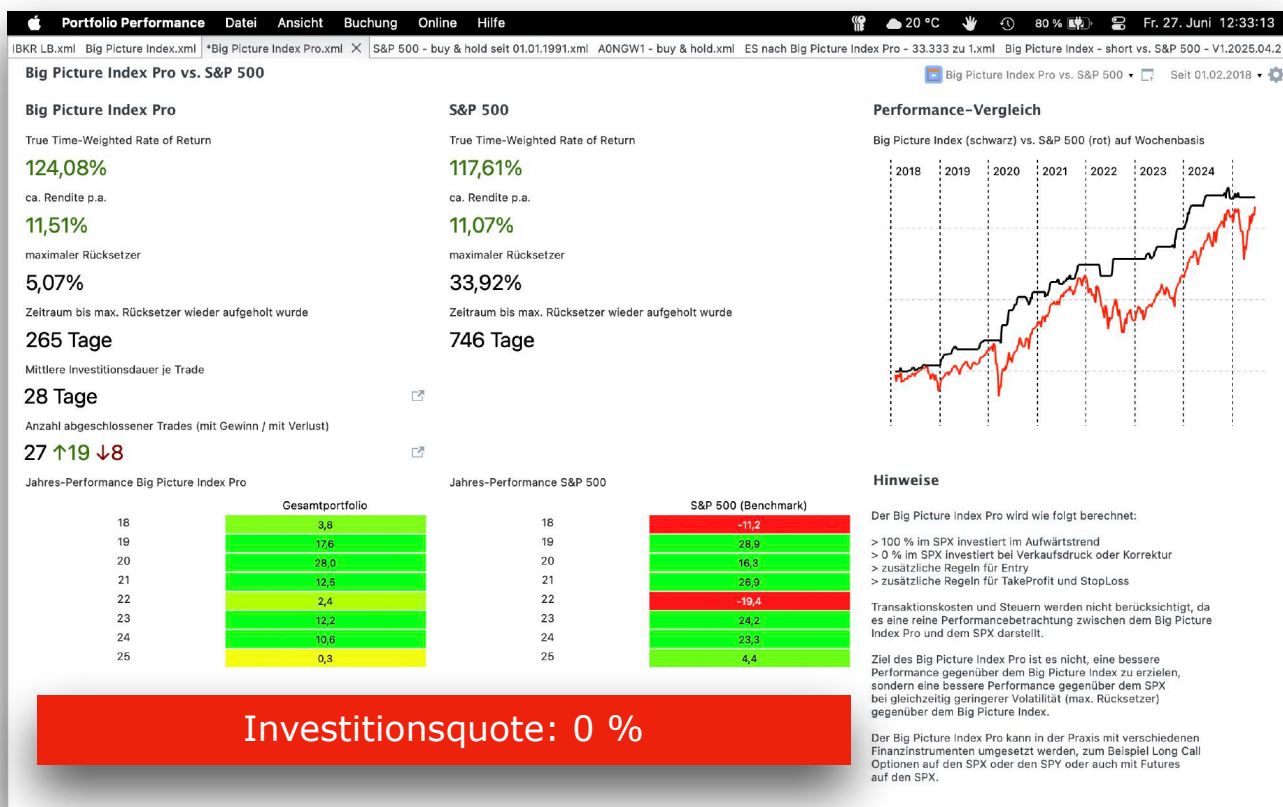 Portfolio Performance Datei Ansicht Buchung Online Hilfe 20 °C 80 % Fr. 27. Juni 12:33:13
IBKR LB.xml Big Picture Index.xml *Big Picture Index Pro.xml S&P 500 - buy & hold seit 01.01.1991.xml A0NGW1 - buy & hold.xml ES nach Big Picture Index Pro - 33.333 zu 1.xml Big Picture Index - short vs. S&P 500 - V1.2025.04.2
Big Picture Index Pro vs. S&P 500
Big Picture Index Pro vs. S&P 500 Seit 01.02.2018
Big Picture Index Pro
True Time-Weighted Rate of Return
124,08%
ca. Rendite p.a.
11,51%
maximaler Rücksetzer
5,07%
Zeitraum bis max. Rücksetzer wieder aufgeholt wurde
265 Tage
Mittlere Investitionsdauer je Trade
28 Tage
Anzahl abgeschlossener Trades (mit Gewinn / mit Verlust)
27 ↑19 ↓8
Jahres-Performance Big Picture Index Pro
Gesamtportfolio
18 3,8
19 17,6
20 28,0
21 12,5
22 2,4
23 12,2
24 10,6
25 0,3
S&P 500
True Time-Weighted Rate of Return
117,61%
ca. Rendite p.a.
11,07%
maximaler Rücksetzer
33,92%
Zeitraum bis max. Rücksetzer wieder aufgeholt wurde
746 Tage
Jahres-Performance S&P 500
S&P 500 (Benchmark)
18 -11,2
19 28,9
20 16,3
21 26,9
22 -19,4
23 24,2
24 23,3
25 4,4
Investitionsquote: 0 %
Performance-Vergleich
Big Picture Index (schwarz) vs. S&P 500 (rot) auf Wochenbasis
2018 2019 2020 2021 2022 2023 2024
Hinweise
Der Big Picture Index Pro wird wie folgt berechnet:
> 100 % im SPX investiert im Aufwärtstrend
> 0 % im SPX investiert bei Verkaufsdruck oder Korrektur
> zusätzliche Regeln für Entry
> zusätzliche Regeln für TakeProfit und StopLoss
Transaktionskosten und Steuern werden nicht berücksichtigt, da
es eine reine Performancebetrachtung zwischen dem Big Picture
Index Pro und dem SPX darstellt.
Ziel des Big Picture Index Pro ist es nicht, eine bessere
Performance gegenüber dem Big Picture Index zu erzielen,
sondern eine bessere Performance gegenüber dem SPX
bei gleichzeitig geringerer Volatilität (max. Rücksetzer)
gegenüber dem Big Picture Index.
Der Big Picture Index Pro kann in der Praxis mit verschiedenen
Finanzinstrumenten umgesetzt werden, zum Beispiel Long Call
Optionen auf den SPX oder den SPY oder auch mit Futures
auf den SPX.